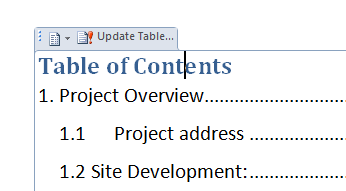 Update Table...
Table of Contents
1. Project Overview.............................
1.1 Project address ....................
1.2 Site Development:....................